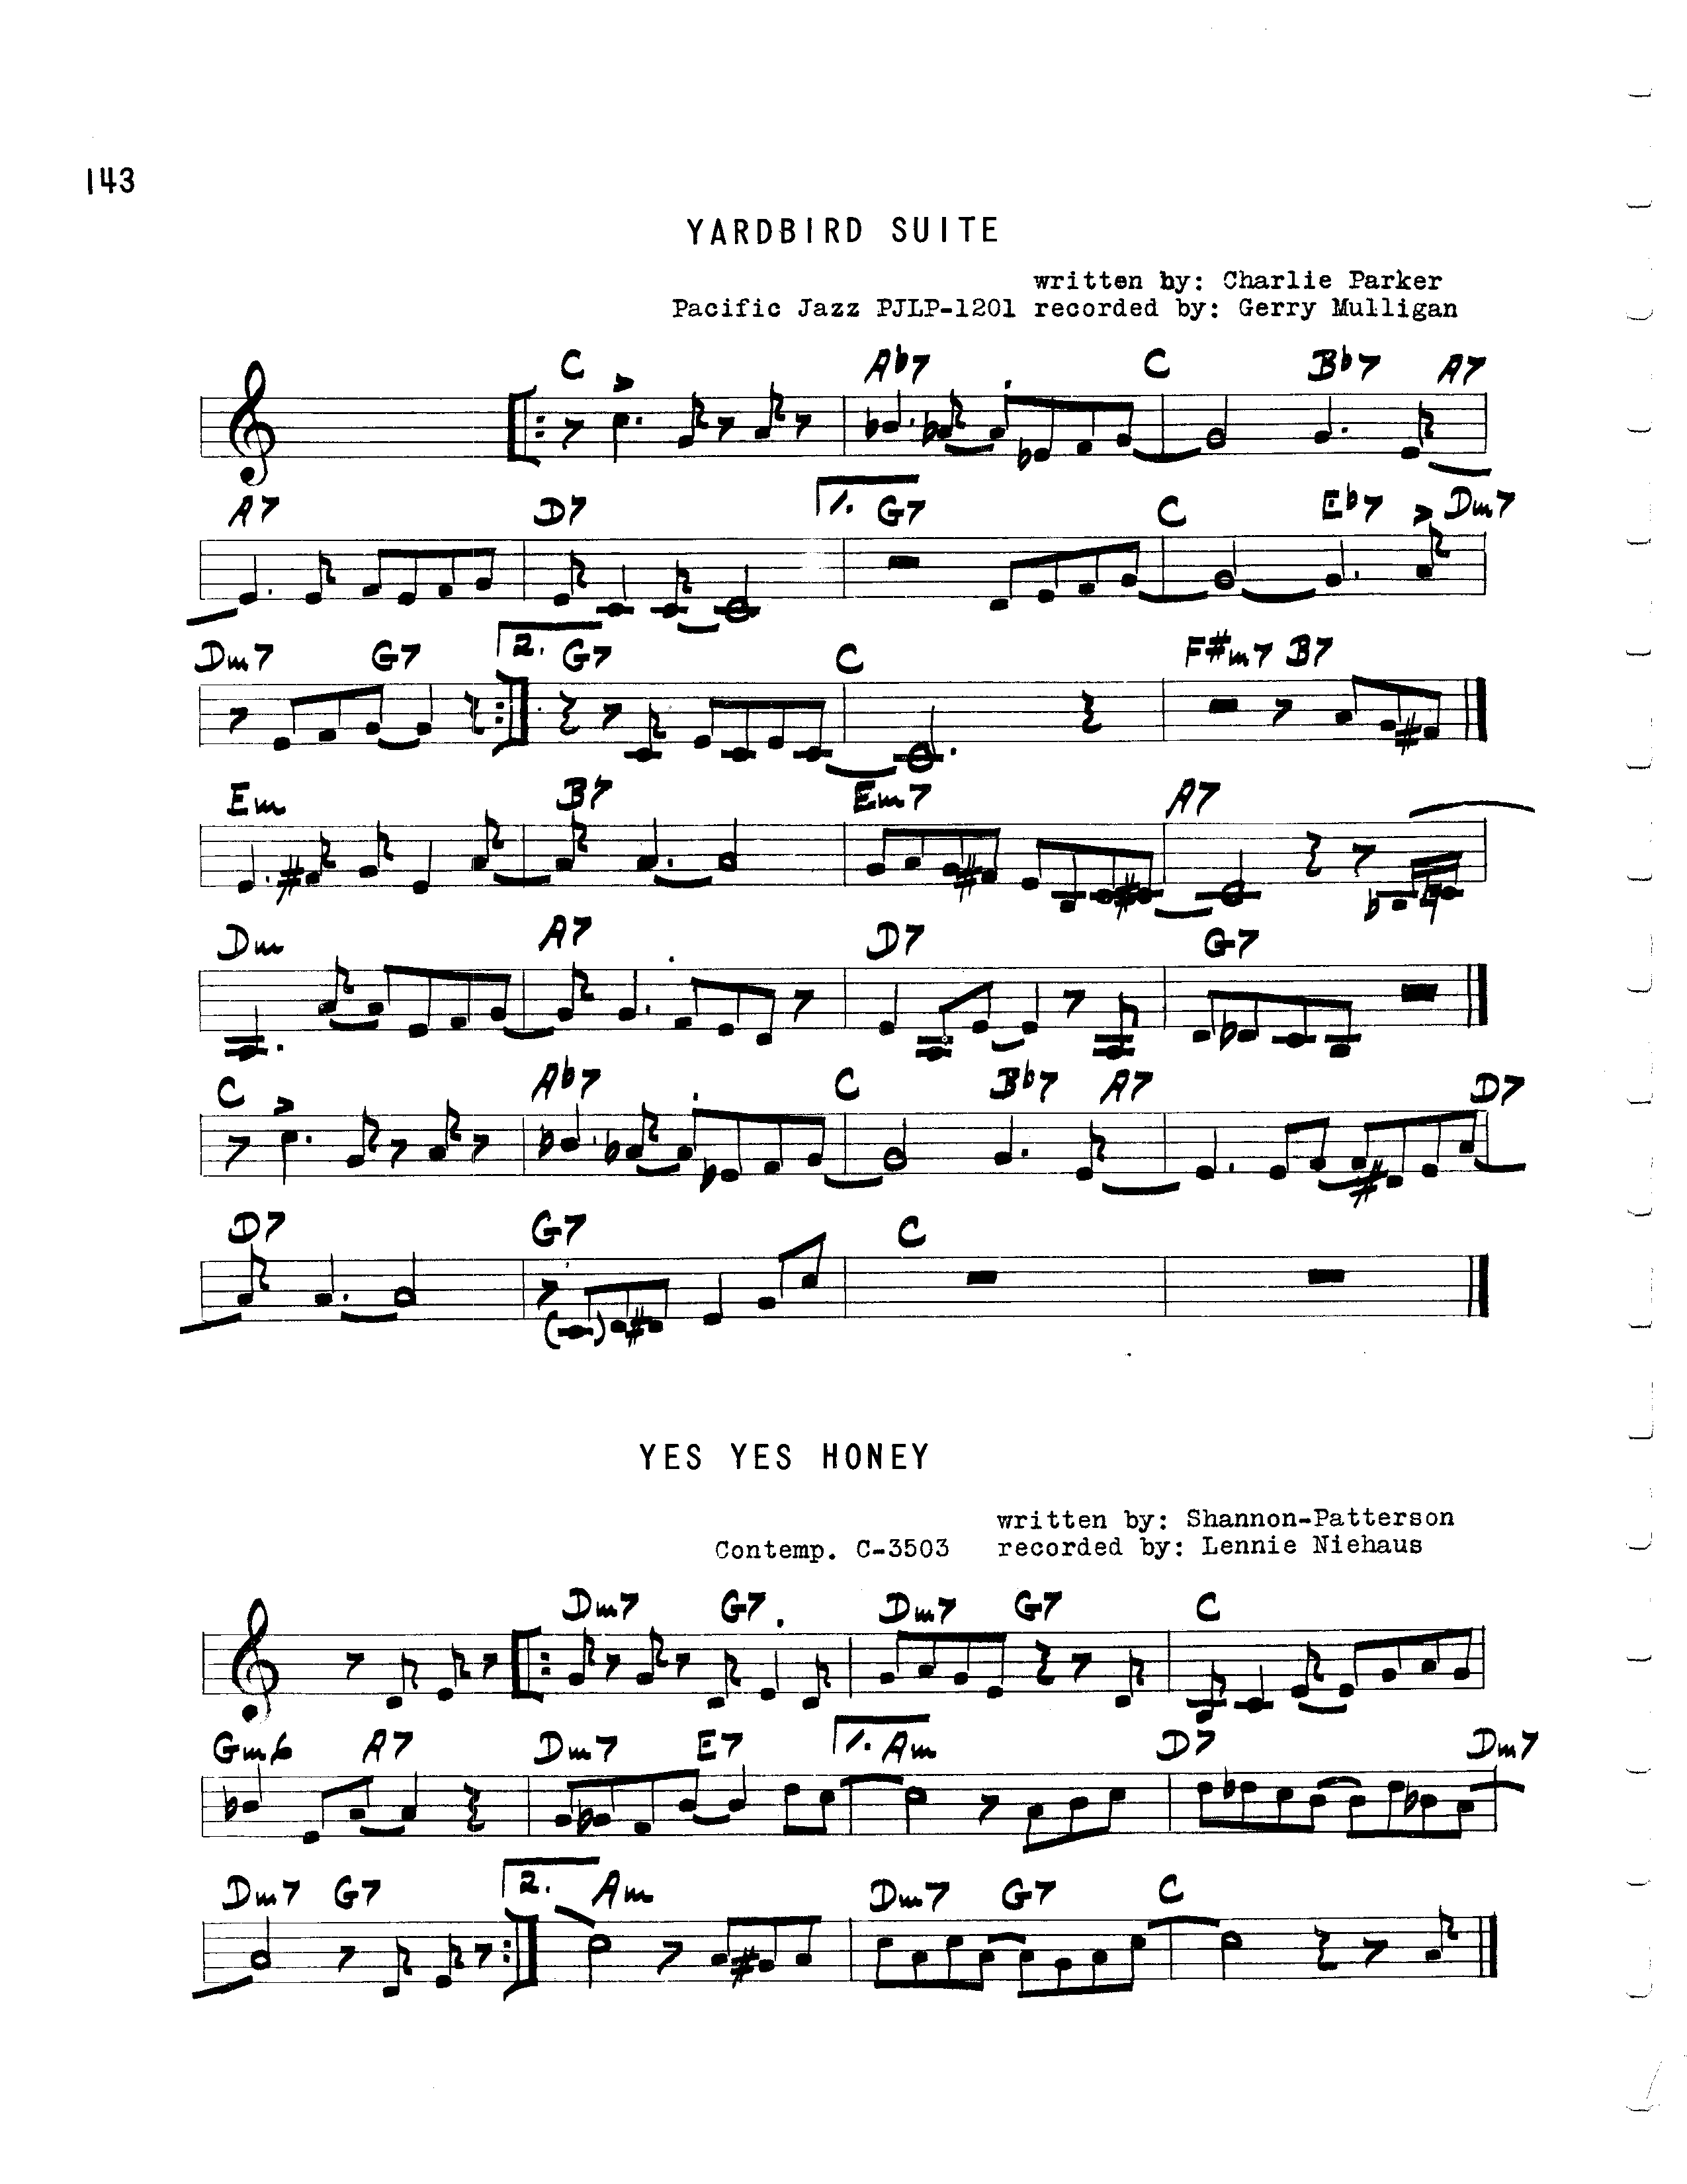 143
YARDBIRD SUITE
written by: Charlie Parker
Pacific Jazz PJLP-1201 recorded by: Gerry Mulligan
C Ab7 C Bb7 A7
A7 D7 1. G7 C Eb7 Dm7
Dm7 G7 2. G7 C F#m7 B7
Em B7 Em7 A7
Dm A7 D7 G7
C Ab7 C Bb7 A7 D7
D7 G7 C
YES YES HONEY
written by: Shannon-Patterson
Contemp. C-3503 recorded by: Lennie Niehaus
Dm7 G7 Dm7 G7 C
Gm6 A7 Dm7 E7 1. Am D7 Dm7
Dm7 G7 2. Am Dm7 G7 C